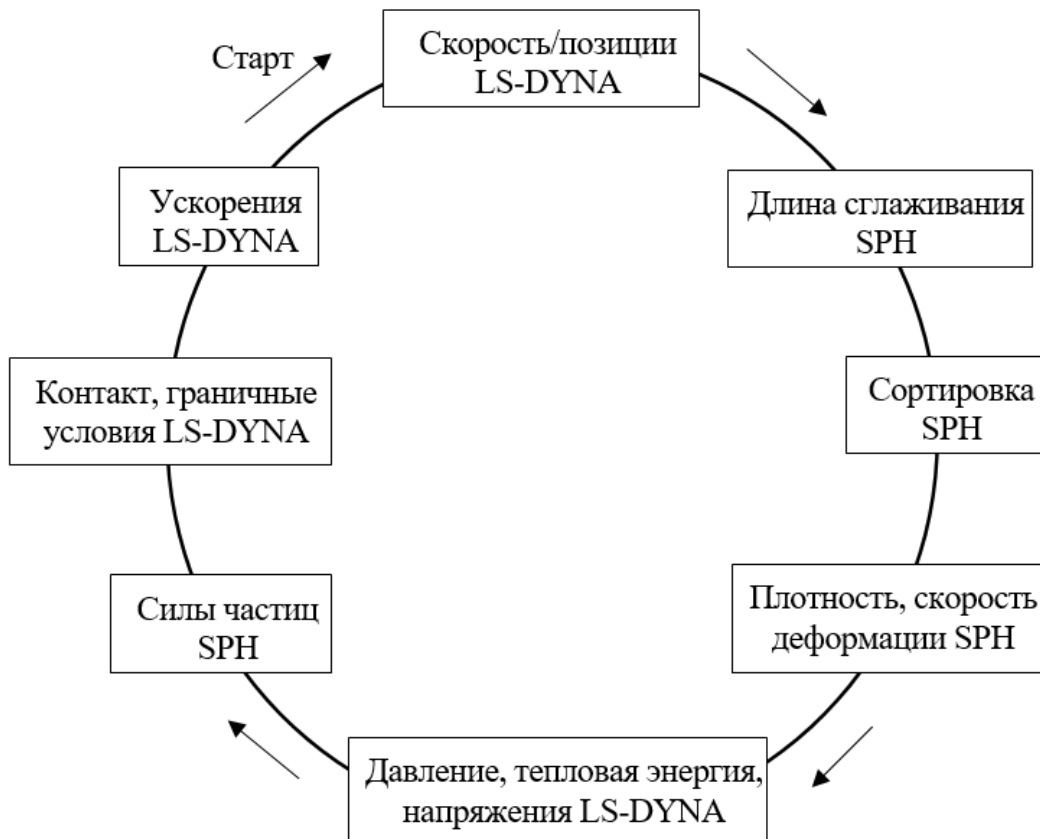 Старт
Скорость/позиции
LS-DYNA
Длина сглаживания
SPH
Сортировка
SPH
Плотность, скорость
деформации SPH
Давление, тепловая энергия,
напряжения LS-DYNA
Силы частиц
SPH
Контакт, граничные
условия LS-DYNA
Ускорения
LS-DYNA